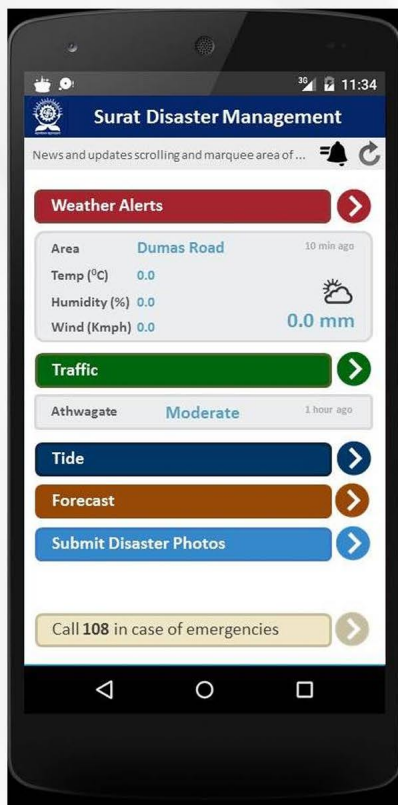 3G 11:34
Surat Disaster Management
News and updates scrolling and marquee area of ...
Weather Alerts
Area Dumas Road 10 min ago
Temp (⁰C) 0.0
Humidity (%) 0.0
Wind (Kmph) 0.0
0.0 mm
Traffic
Athwagate Moderate 1 hour ago
Tide
Forecast
Submit Disaster Photos
Call 108 in case of emergencies